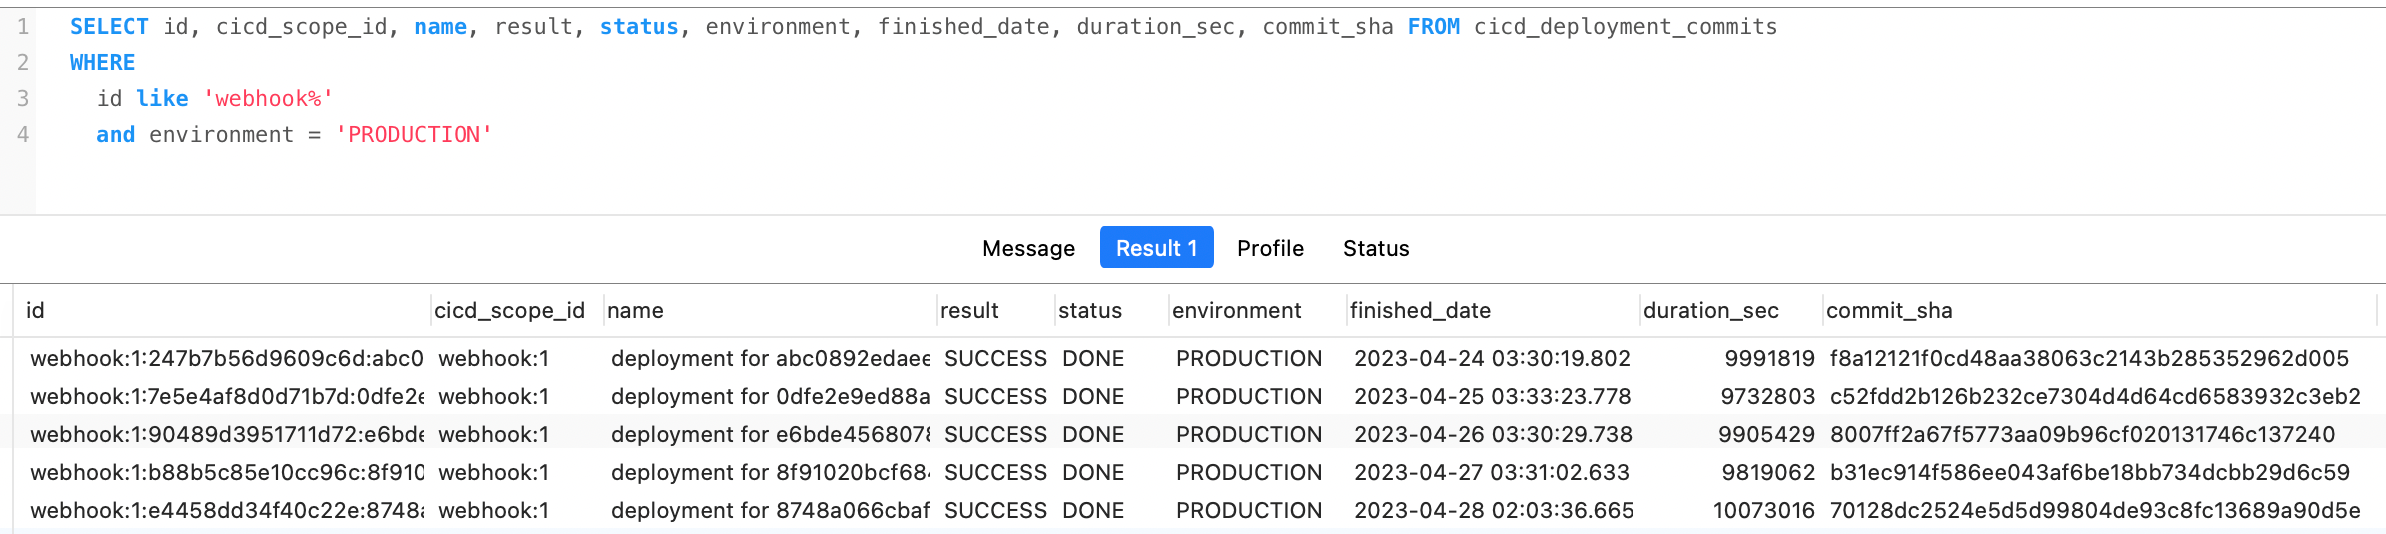 1 SELECT id, cicd_scope_id, name, result, status, environment, finished_date, duration_sec, commit_sha FROM cicd_deployment_commits
2 WHERE
3 id like 'webhook%'
4 and environment = 'PRODUCTION'
Message Result 1 Profile Status
id cicd_scope_id name result status environment finished_date duration_sec commit_sha
webhook:1:247b7b56d9609c6d:abc0 webhook:1 deployment for abc0892edaee SUCCESS DONE PRODUCTION 2023-04-24 03:30:19.802 9991819 f8a12121f0cd48aa38063c2143b285352962d005
webhook:1:7e5e4af8d0d71b7d:0dfe2e webhook:1 deployment for 0dfe2e9ed88a SUCCESS DONE PRODUCTION 2023-04-25 03:33:23.778 9732803 c52fdd2b126b232ce7304d4d64cd6583932c3eb2
webhook:1:90489d3951711d72:e6bde webhook:1 deployment for e6bde4568078 SUCCESS DONE PRODUCTION 2023-04-26 03:30:29.738 9905429 8007ff2a67f5773aa09b96cf020131746c137240
webhook:1:b88b5c85e10cc96c:8f910 webhook:1 deployment for 8f91020bcf684 SUCCESS DONE PRODUCTION 2023-04-27 03:31:02.633 9819062 b31ec914f586ee043af6be18bb734dcbb29d6c59
webhook:1:e4458dd34f40c22e:8748a webhook:1 deployment for 8748a066cbaf SUCCESS DONE PRODUCTION 2023-04-28 02:03:36.665 10073016 70128dc2524e5d5d99804de93c8fc13689a90d5e